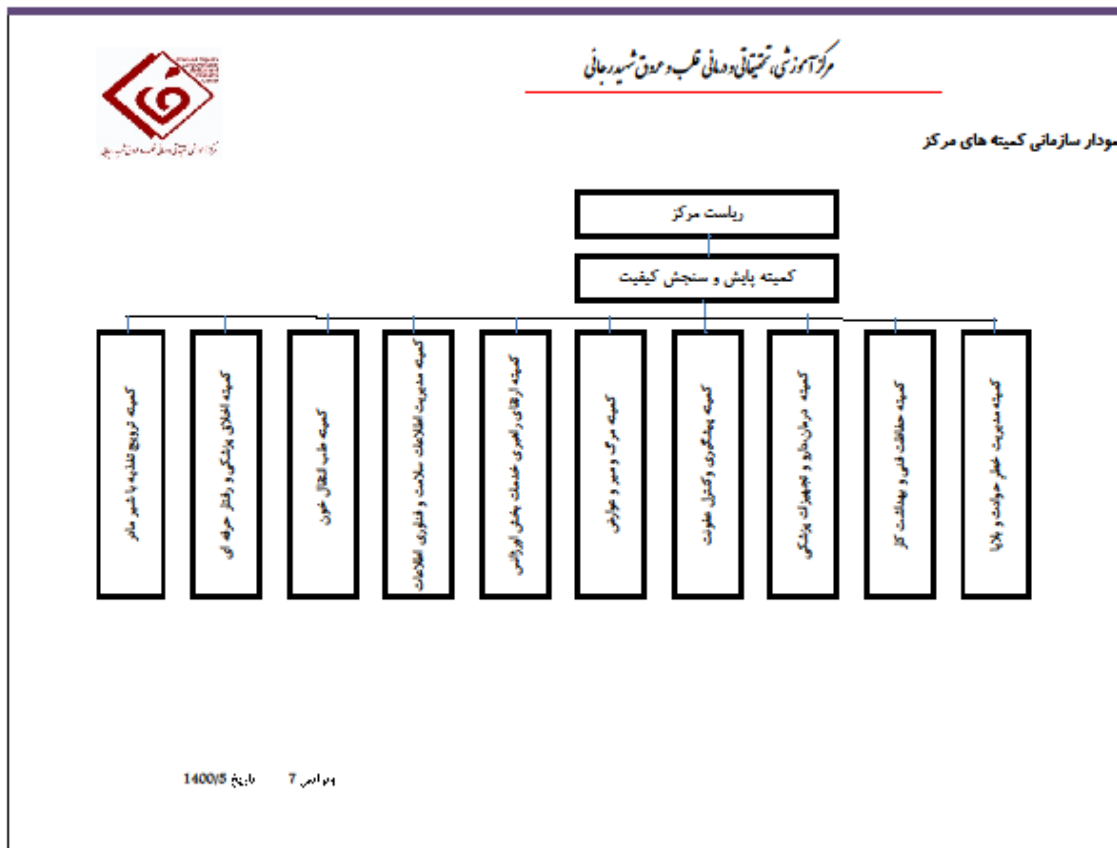 مرکز آموزشی، تحقیقاتی و درمانی قلب و عروق شهید رجائی
مودار سازمانی کمیته های مرکز
ریاست مرکز
کمیته پایش و سنجش کیفیت
کمیته مدیریت خطر حوادث و بلایا
کمیته حفاظت فنی و بهداشت کار
کمیته درمان،دارو و تجهیزات پزشکی
کمیته پیشگیری وکنترل عفونت
کمیته مرگ و میر و عوارض
کمیته ارتقای راهبری خدمات بخش اورژانس
کمیته مدیریت اطلاعات سلامت و فناوری اطلاعات
کمیته طب انتقال خون
کمیته اخلاق پزشکی و رفتار حرفه ای
کمیته ترویج تغذیه با شیر مادر
ویرایش 7 تاریخ 1400/5